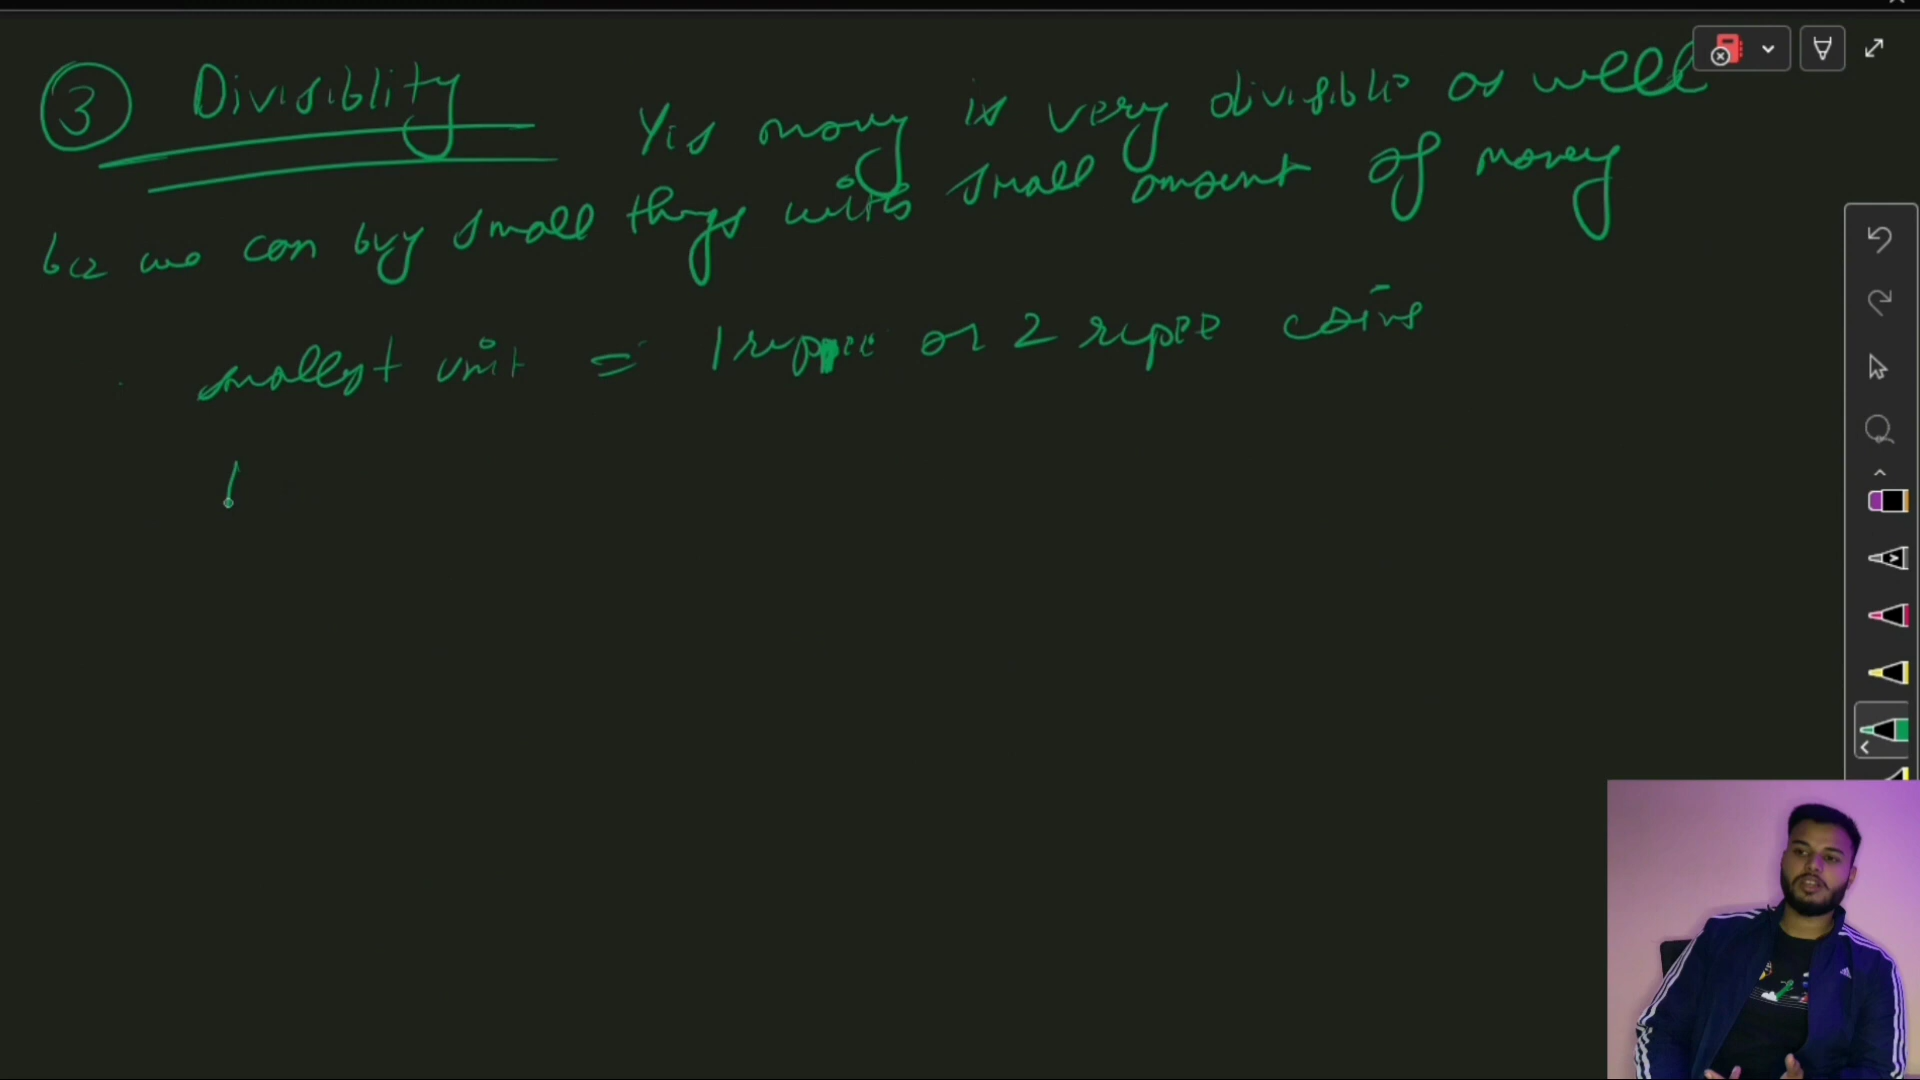 3 Divisiblity
Yes money is very divisible as well
bcz we can buy small things with small amount of money
smallest unit = 1 rupee or 2 rupee coins